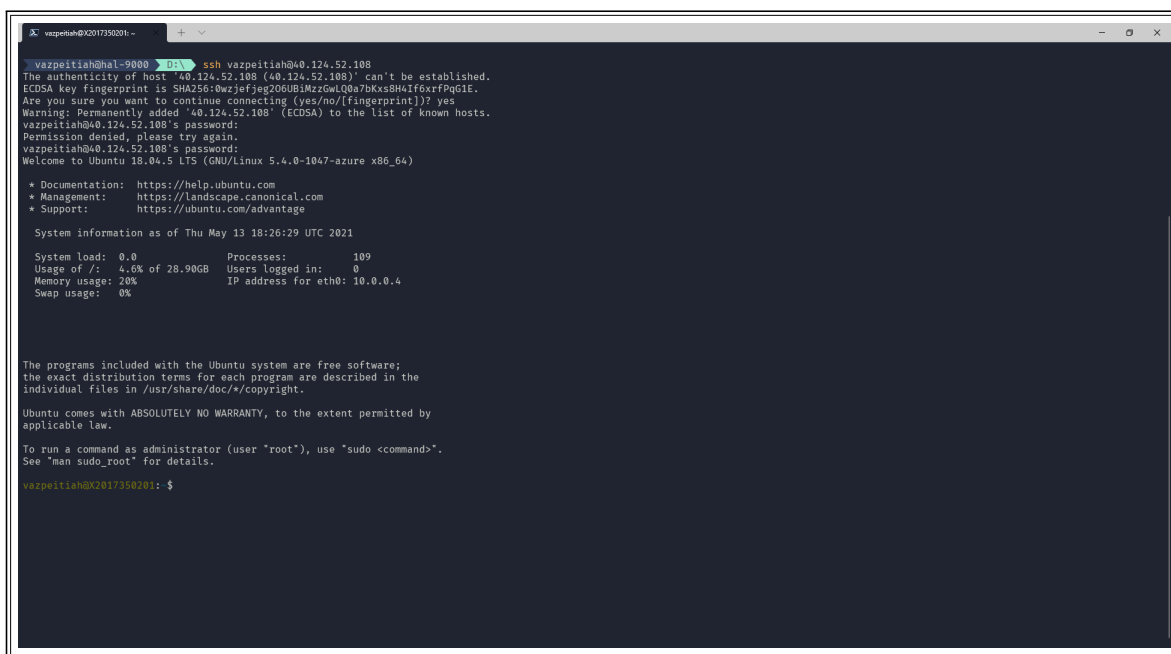 vazpeitiah@X2017350201: ~
vazpeitiah@hal-9000 D:\ ssh vazpeitiah@40.124.52.108
The authenticity of host '40.124.52.108 (40.124.52.108)' can't be established.
ECDSA key fingerprint is SHA256:0wzjefjeg2O6UBiMzzGwLQ0a7bKxs8H4If6xrfPqG1E.
Are you sure you want to continue connecting (yes/no/[fingerprint])? yes
Warning: Permanently added '40.124.52.108' (ECDSA) to the list of known hosts.
vazpeitiah@40.124.52.108's password:
Permission denied, please try again.
vazpeitiah@40.124.52.108's password:
Welcome to Ubuntu 18.04.5 LTS (GNU/Linux 5.4.0-1047-azure x86_64)
* Documentation: https://help.ubuntu.com
* Management: https://landscape.canonical.com
* Support: https://ubuntu.com/advantage
System information as of Thu May 13 18:26:29 UTC 2021
System load: 0.0 Processes: 109
Usage of /: 4.6% of 28.90GB Users logged in: 0
Memory usage: 20% IP address for eth0: 10.0.0.4
Swap usage: 0%
The programs included with the Ubuntu system are free software;
the exact distribution terms for each program are described in the
individual files in /usr/share/doc/*/copyright.
Ubuntu comes with ABSOLUTELY NO WARRANTY, to the extent permitted by
applicable law.
To run a command as administrator (user "root"), use "sudo <command>".
See "man sudo_root" for details.
vazpeitiah@X2017350201:~$